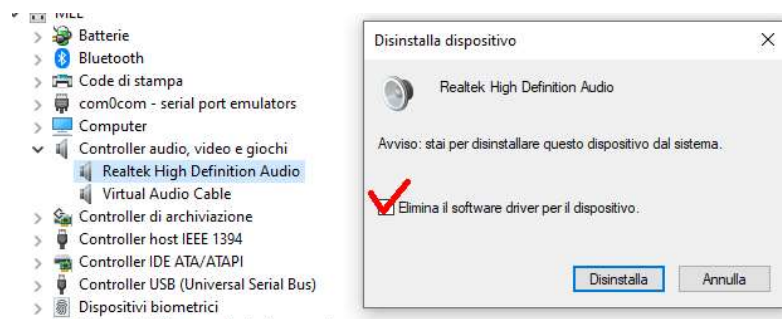 MEL
Batterie
Bluetooth
Code di stampa
com0com - serial port emulators
Computer
Controller audio, video e giochi
Realtek High Definition Audio
Virtual Audio Cable
Controller di archiviazione
Controller host IEEE 1394
Controller IDE ATA/ATAPI
Controller USB (Universal Serial Bus)
Dispositivi biometrici
Disinstalla dispositivo
Realtek High Definition Audio
Avviso: stai per disinstallare questo dispositivo dal sistema.
Elimina il software driver per il dispositivo.
Disinstalla
Annulla